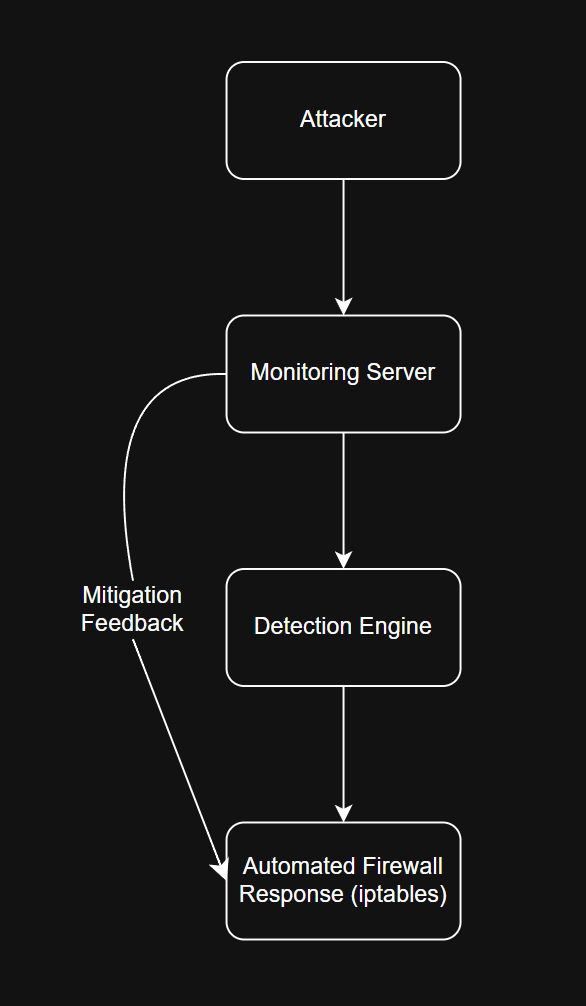 Attacker
Monitoring Server
Mitigation
Feedback
Detection Engine
Automated Firewall
Response (iptables)